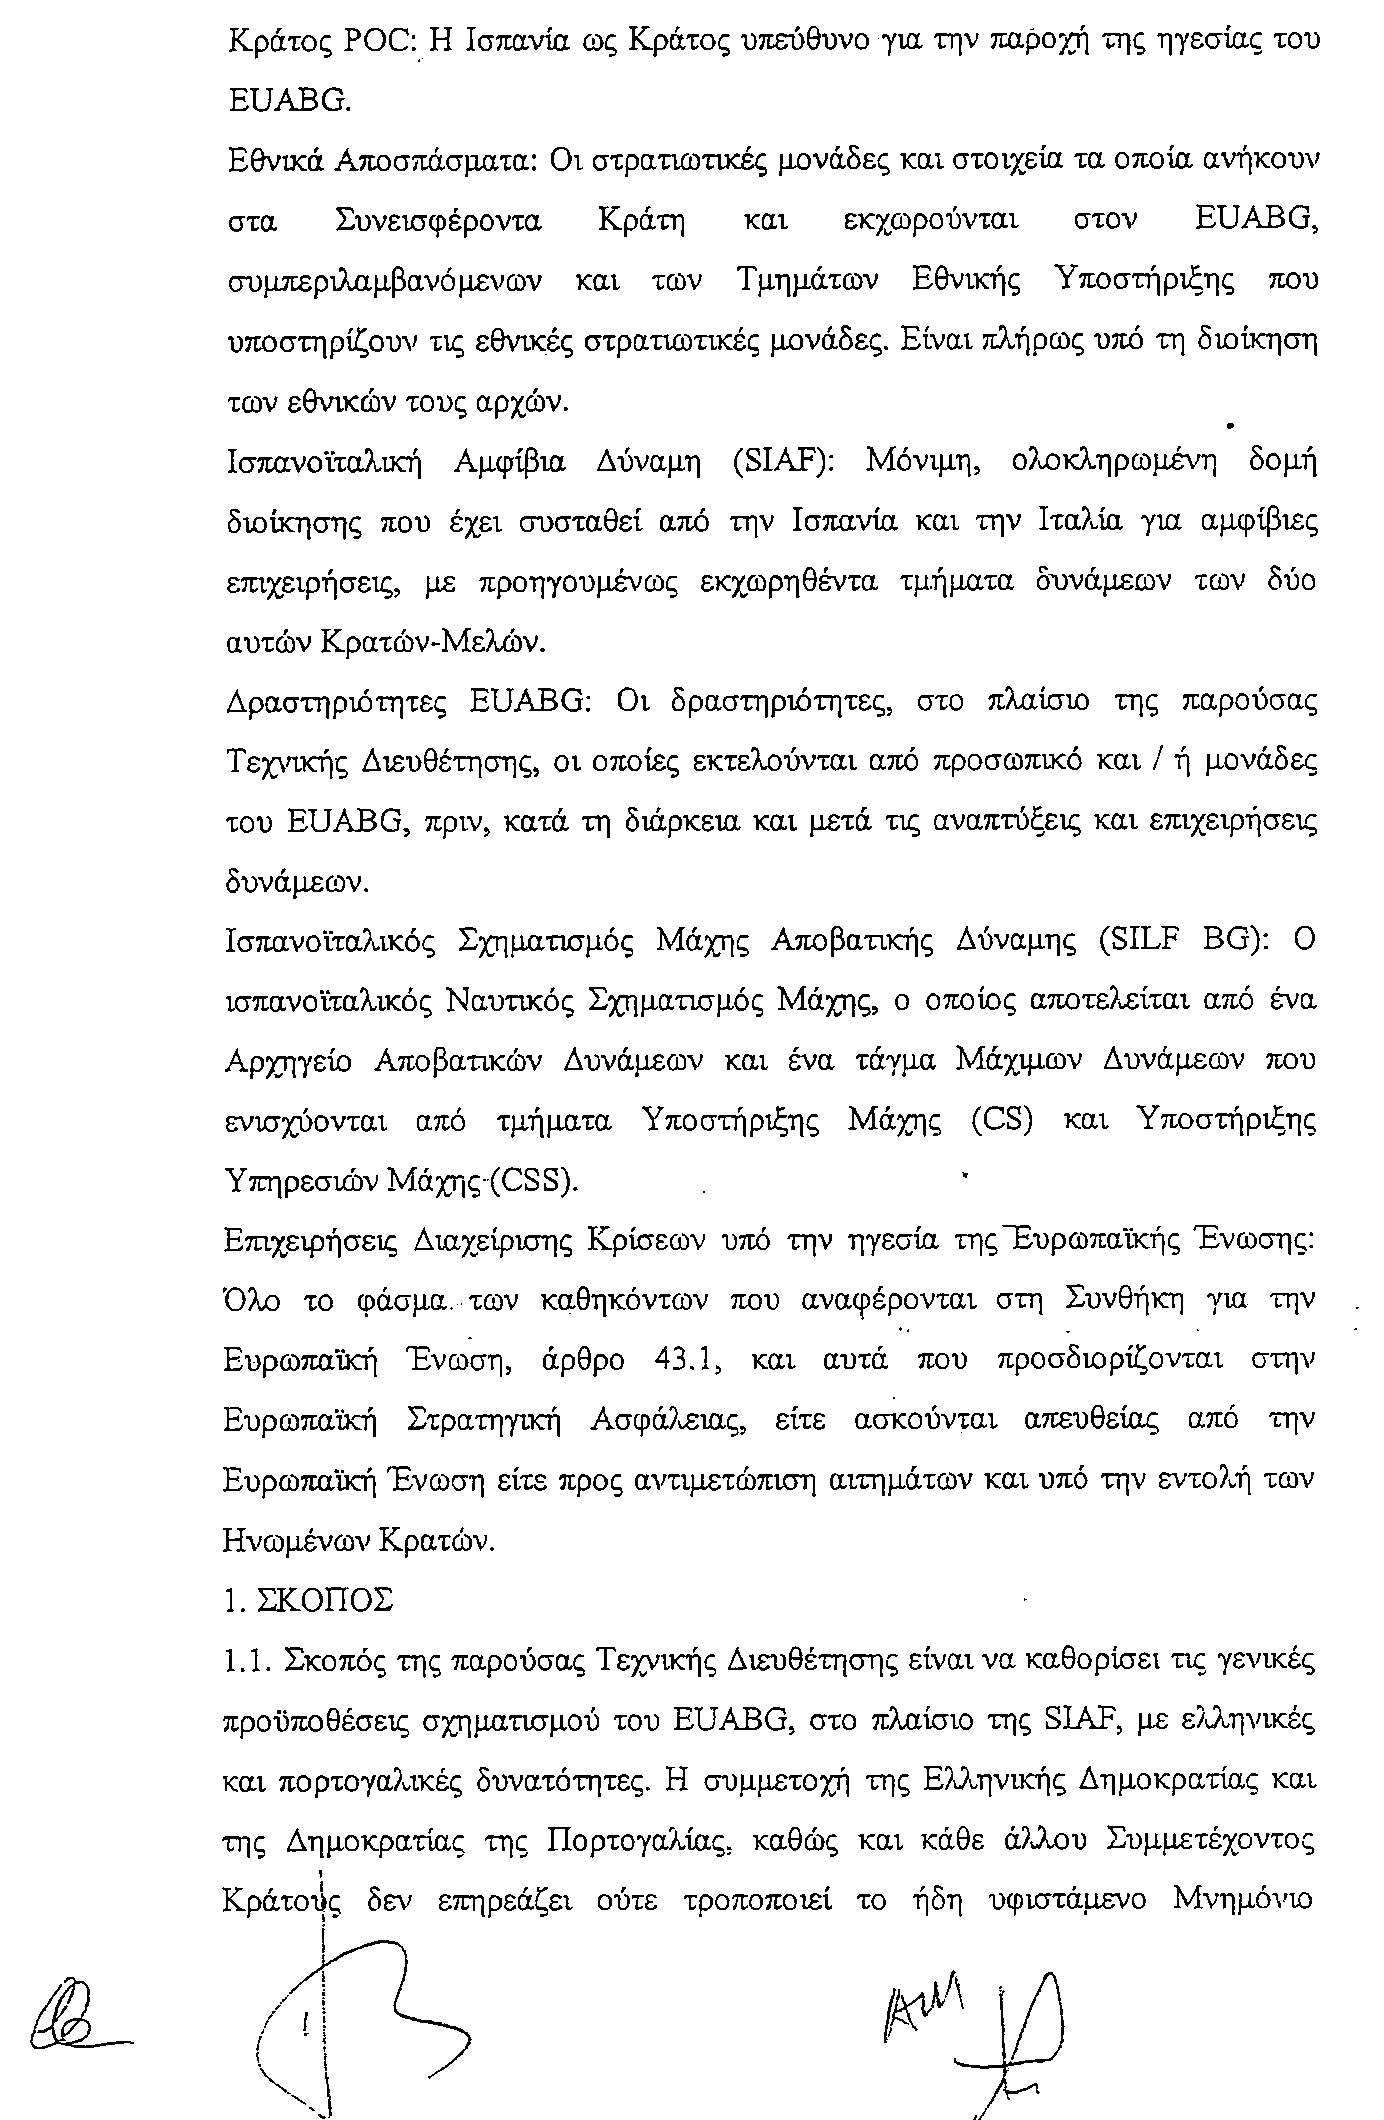 Κράτος POC: Η Ισπανία ως Κράτος υπεύθυνο για την παροχή της ηγεσίας του
EUABG.
Εθνικά Αποσπάσματα: Οι στρατιωτικές μονάδες και στοιχεία τα οποία ανήκουν
στα Συνεισφέροντα Κράτη και εκχωρούνται στον EUABG,
συμπεριλαμβανόμενων και των Τμημάτων Εθνικής Υποστήριξης που
υποστηρίζουν τις εθνικές στρατιωτικές μονάδες. Είναι πλήρως υπό τη διοίκηση
των εθνικών τους αρχών.
Ισπανοϊταλική Αμφίβια Δύναμη (SIAF): Μόνιμη, ολοκληρωμένη δομή
διοίκησης που έχει συσταθεί από την Ισπανία και την Ιταλία για αμφίβιες
επιχειρήσεις, με προηγουμένως εκχωρηθέντα τμήματα δυνάμεων των δύο
αυτών Κρατών-Μελών.
Δραστηριότητες EUABG: Οι δραστηριότητες, στο πλαίσιο της παρούσας
Τεχνικής Διευθέτησης, οι οποίες εκτελούνται από προσωπικό και / ή μονάδες
του EUABG, πριν, κατά τη διάρκεια και μετά τις αναπτύξεις και επιχειρήσεις
δυνάμεων.
Ισπανοϊταλικός Σχηματισμός Μάχης Αποβατικής Δύναμης (SILF BG): Ο
ισπανοϊταλικός Ναυτικός Σχηματισμός Μάχης, ο οποίος αποτελείται από ένα
Αρχηγείο Αποβατικών Δυνάμεων και ένα τάγμα Μάχιμων Δυνάμεων που
ενισχύονται από τμήματα Υποστήριξης Μάχης (CS) και Υποστήριξης
Υπηρεσιών Μάχης (CSS).
Επιχειρήσεις Διαχείρισης Κρίσεων υπό την ηγεσία της Ευρωπαϊκής Ένωσης:
Όλο το φάσμα των καθηκόντων που αναφέρονται στη Συνθήκη για την
Ευρωπαϊκή Ένωση, άρθρο 43.1, και αυτά που προσδιορίζονται στην
Ευρωπαϊκή Στρατηγική Ασφάλειας, είτε ασκούνται απευθείας από την
Ευρωπαϊκή Ένωση είτε προς αντιμετώπιση αιτημάτων και υπό την εντολή των
Ηνωμένων Κρατών.
1. ΣΚΟΠΟΣ
1.1. Σκοπός της παρούσας Τεχνικής Διευθέτησης είναι να καθορίσει τις γενικές
προϋποθέσεις σχηματισμού του EUABG, στο πλαίσιο της SIAF, με ελληνικές
και πορτογαλικές δυνατότητες. Η συμμετοχή της Ελληνικής Δημοκρατίας και
της Δημοκρατίας της Πορτογαλίας, καθώς και κάθε άλλου Συμμετέχοντος
Κράτους δεν επηρεάζει ούτε τροποποιεί το ήδη υφιστάμενο Μνημόνιο